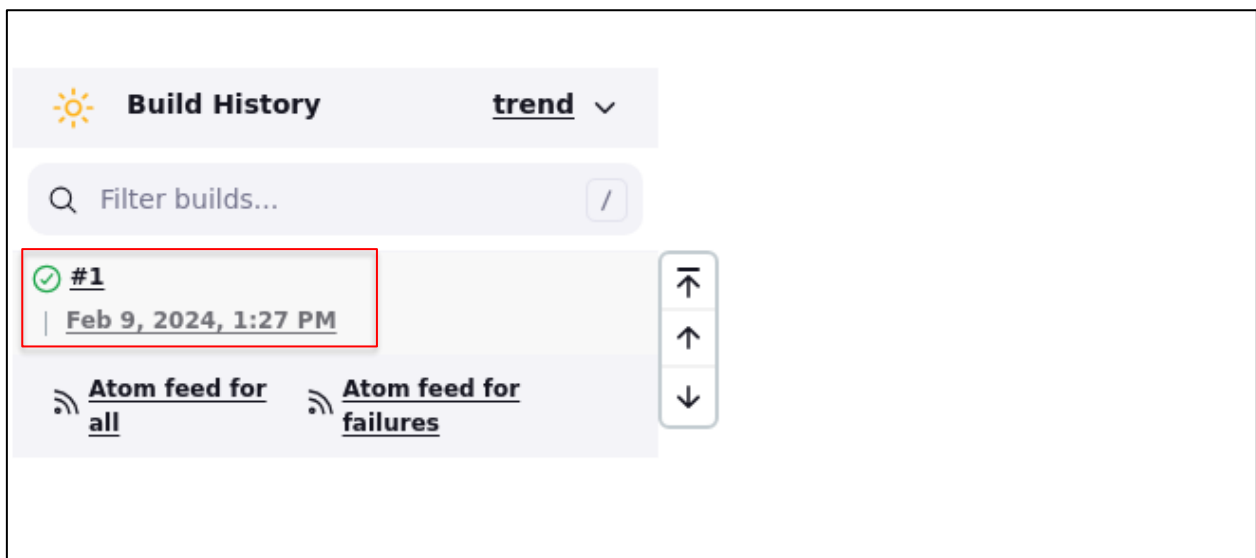 Build History trend
Filter builds... /
#1
Feb 9, 2024, 1:27 PM
Atom feed for all
Atom feed for failures